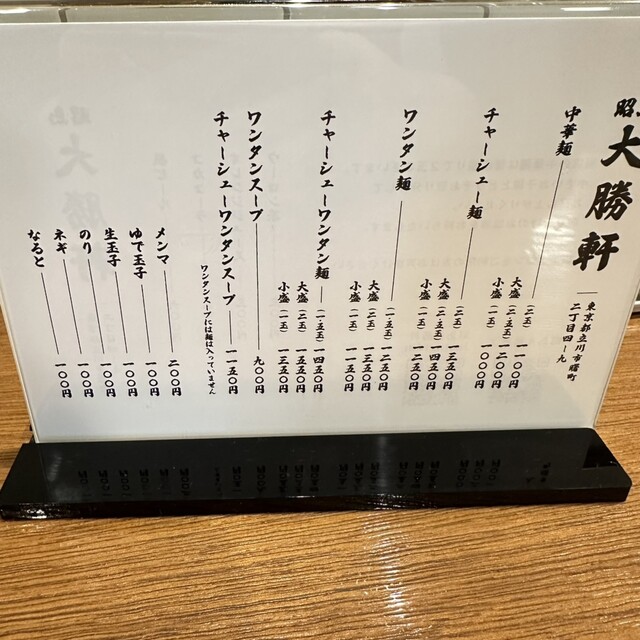 昭
大勝軒
東京都立川市曙町
二丁目四ー九
中華麺 (二玉) 一一〇〇円
大盛 (二・五玉) 一二〇〇円
小盛 (一玉) 一〇〇〇円
チャーシュー麺 (二玉) 一三五〇円
大盛 (二・五玉) 一四五〇円
小盛 (一玉) 一二五〇円
ワンタン麺 (一・五玉) 一二五〇円
大盛 (二玉) 一三五〇円
小盛 (一玉) 一一五〇円
チャーシューワンタン麺 (一・五玉) 一四五〇円
大盛 (二玉) 一五五〇円
小盛 (一玉) 一三五〇円
ワンタンスープ 九〇〇円
チャーシューワンタンスープ 一一五〇円
ワンタンスープには麺は入っていません
メンマ 二〇〇円
ゆで玉子 一〇〇円
生玉子 一〇〇円
のり 一〇〇円
ネギ 一〇〇円
なると 一〇〇円